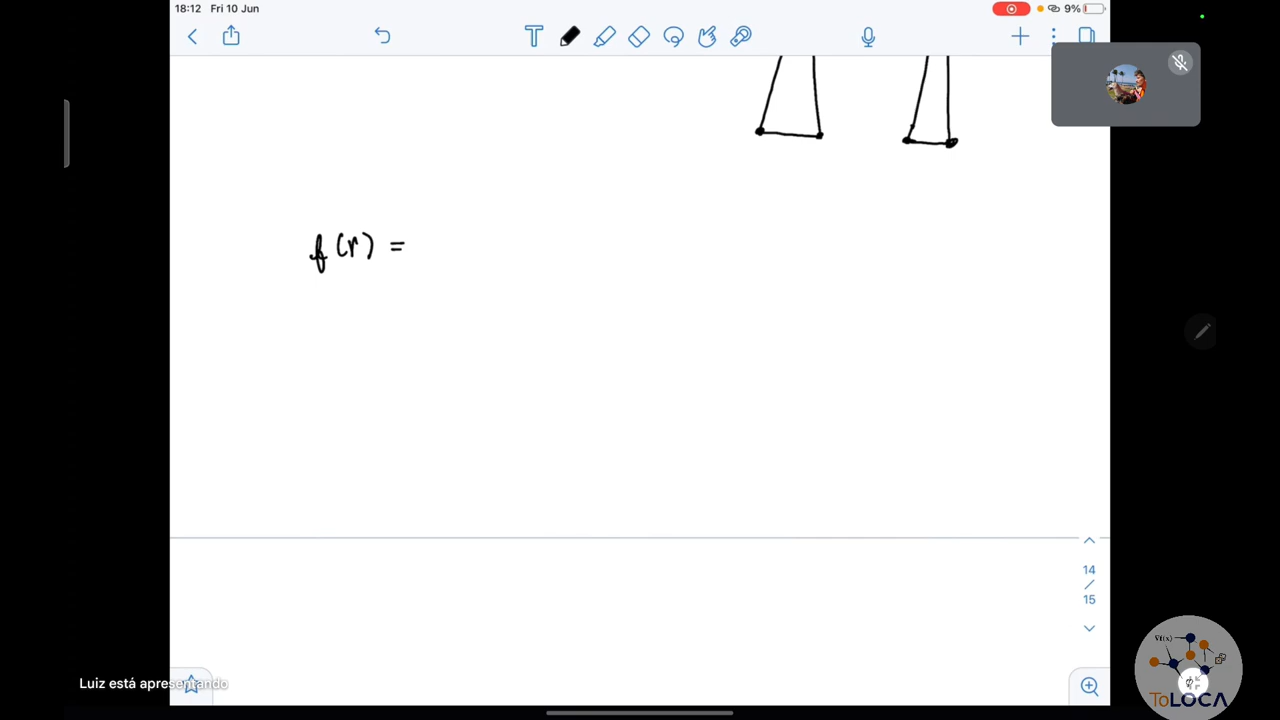 18:12 Fri 10 Jun
9%
f(r) =
14
/
15
Luiz está apresentando
∇f(x)
ToLOCA